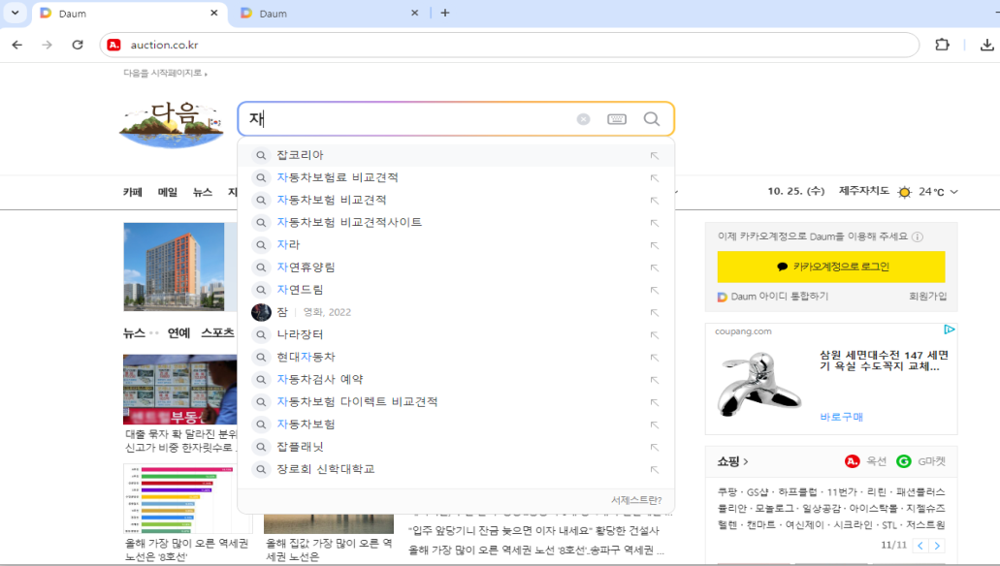 Daum
Daum
auction.co.kr
다음을 시작페이지로
다음
자
잡코리아
자동차보험료 비교견적
자동차보험 비교견적
자동차보험 비교견적사이트
자라
자연휴양림
자연드림
잠 영화, 2022
나라장터
현대자동차
자동차검사 예약
자동차보험 다이렉트 비교견적
자동차보험
잡플래닛
장로회 신학대학교
서제스트란?
카페 메일 뉴스 지
10. 25. (수) 제주자치도 24°C
이제 카카오계정으로 Daum을 이용해 주세요
카카오계정으로 로그인
Daum 아이디 통합하기 회원가입
뉴스 연예 스포츠
부동산
대출 묶자 확 달라진 분위
신고가 비중 한자릿수로
올해 가장 많이 오른 역세권
노선은 '8호선'
올해 집값 가장 많이 오른 역
세권 노선은
"입주 앞당기니 잔금 늦으면 이자 내세요" 황당한 건설사
올해 가장 많이 오른 역세권 노선 '8호선'..송파구 역세권 ...
coupang.com
삼원 세면대수전 147 세면
기 욕실 수도꼭지 교체...
바로구매
쇼핑 A. 옥션 G G마켓
쿠팡 · GS샵 · 하프클럽 · 11번가 · 리틴 · 패션플러스
퓰리안 · 모놀로그 · 일상공감 · 아이스탁몰 · 지젤슈즈
헬렌 · 캔마트 · 여신제이 · 시크라인 · STL · 저스트원
11/11